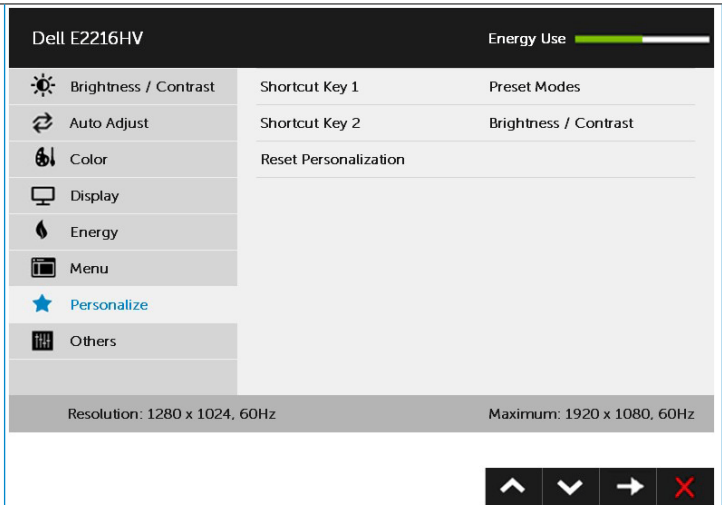 Dell E2216HV Energy Use
Brightness / Contrast Shortcut Key 1 Preset Modes
Auto Adjust Shortcut Key 2 Brightness / Contrast
Color Reset Personalization
Display
Energy
Menu
Personalize
Others
Resolution: 1280 x 1024, 60Hz Maximum: 1920 x 1080, 60Hz